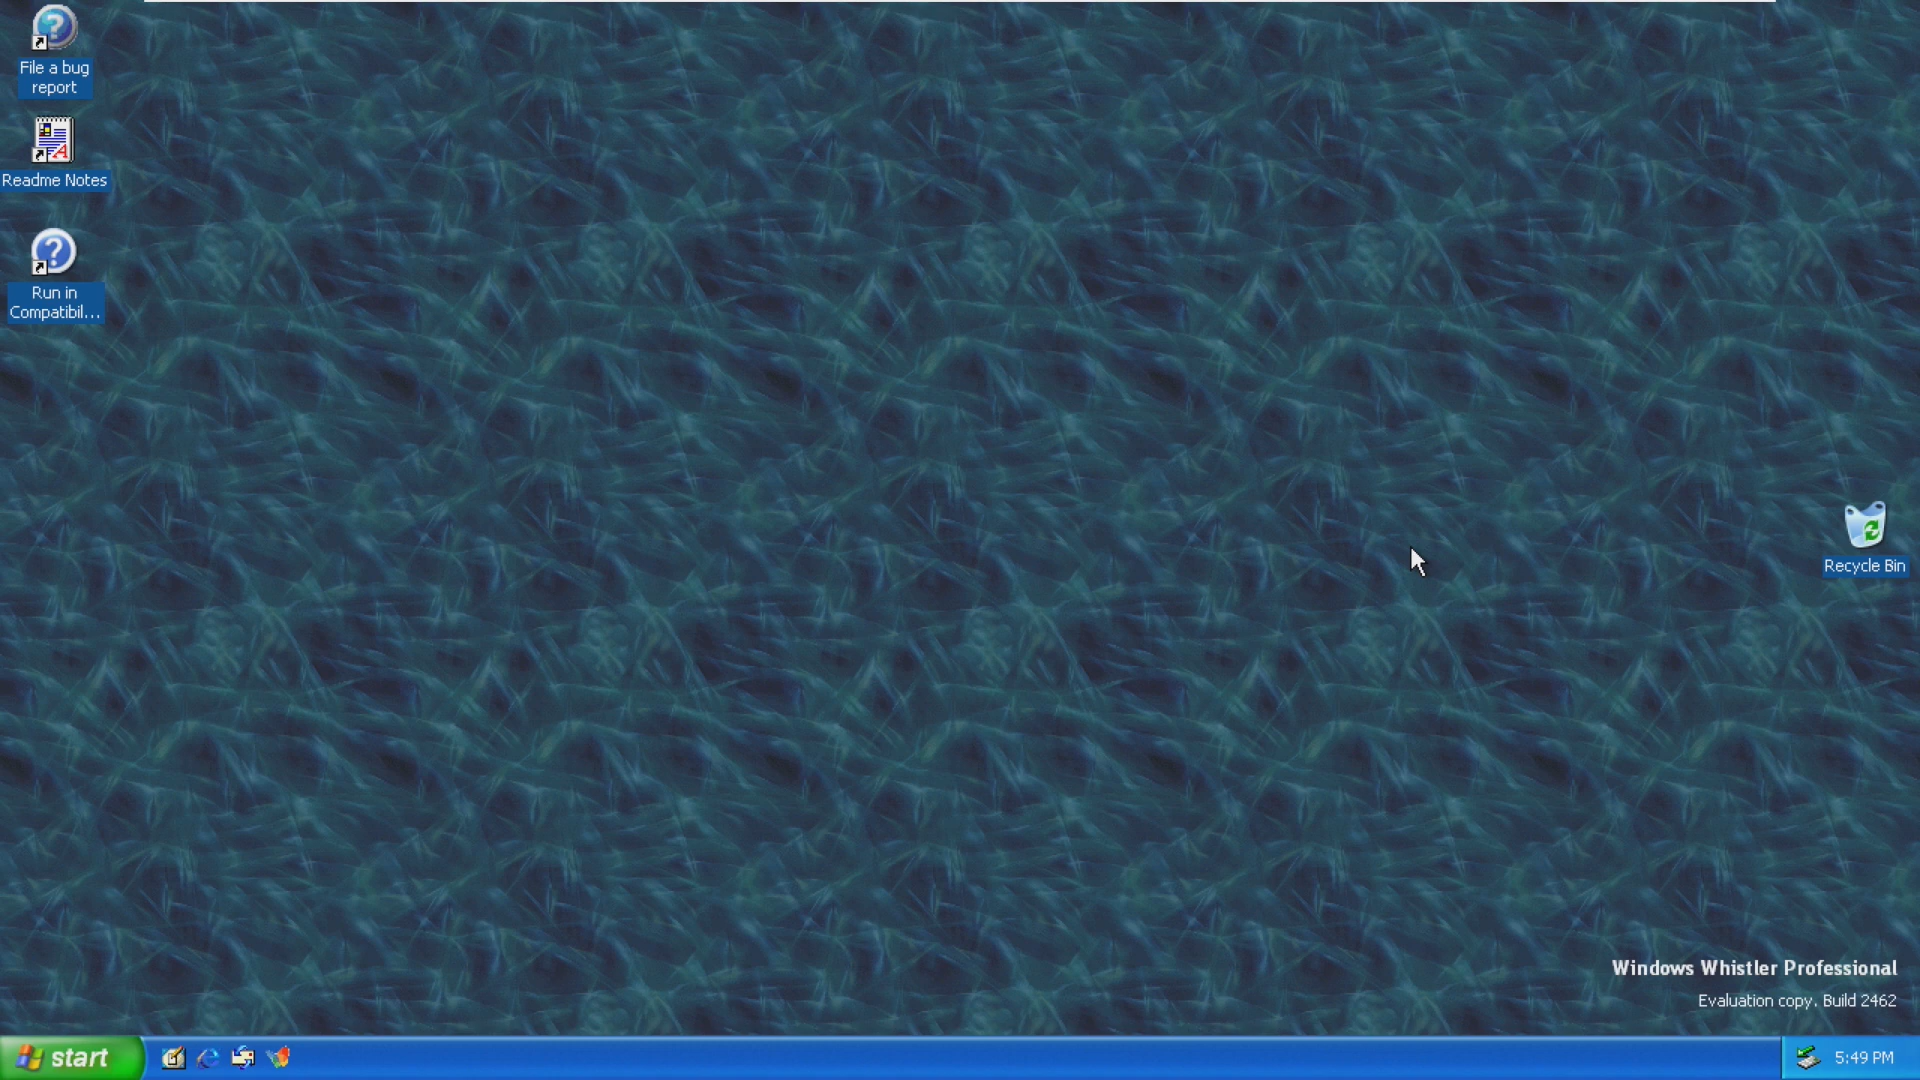 File a bug
report
Readme Notes
Run in
Compatibil...
Recycle Bin
Windows Whistler Professional
Evaluation copy. Build 2462
start
5:49 PM